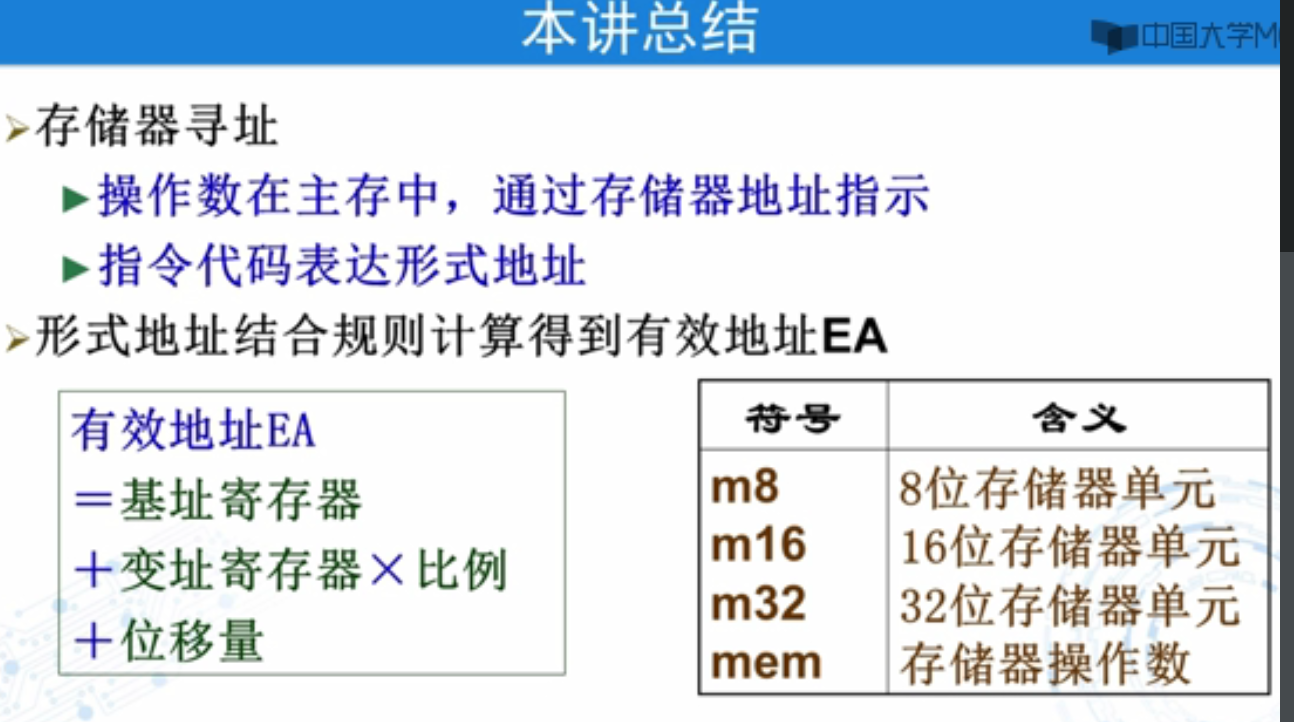 本讲总结
中国大学M
存储器寻址
操作数在主存中，通过存储器地址指示
指令代码表达形式地址
形式地址结合规则计算得到有效地址EA
有效地址EA
＝基址寄存器
＋变址寄存器×比例
＋位移量
符号 含义
m8 8位存储器单元
m16 16位存储器单元
m32 32位存储器单元
mem 存储器操作数